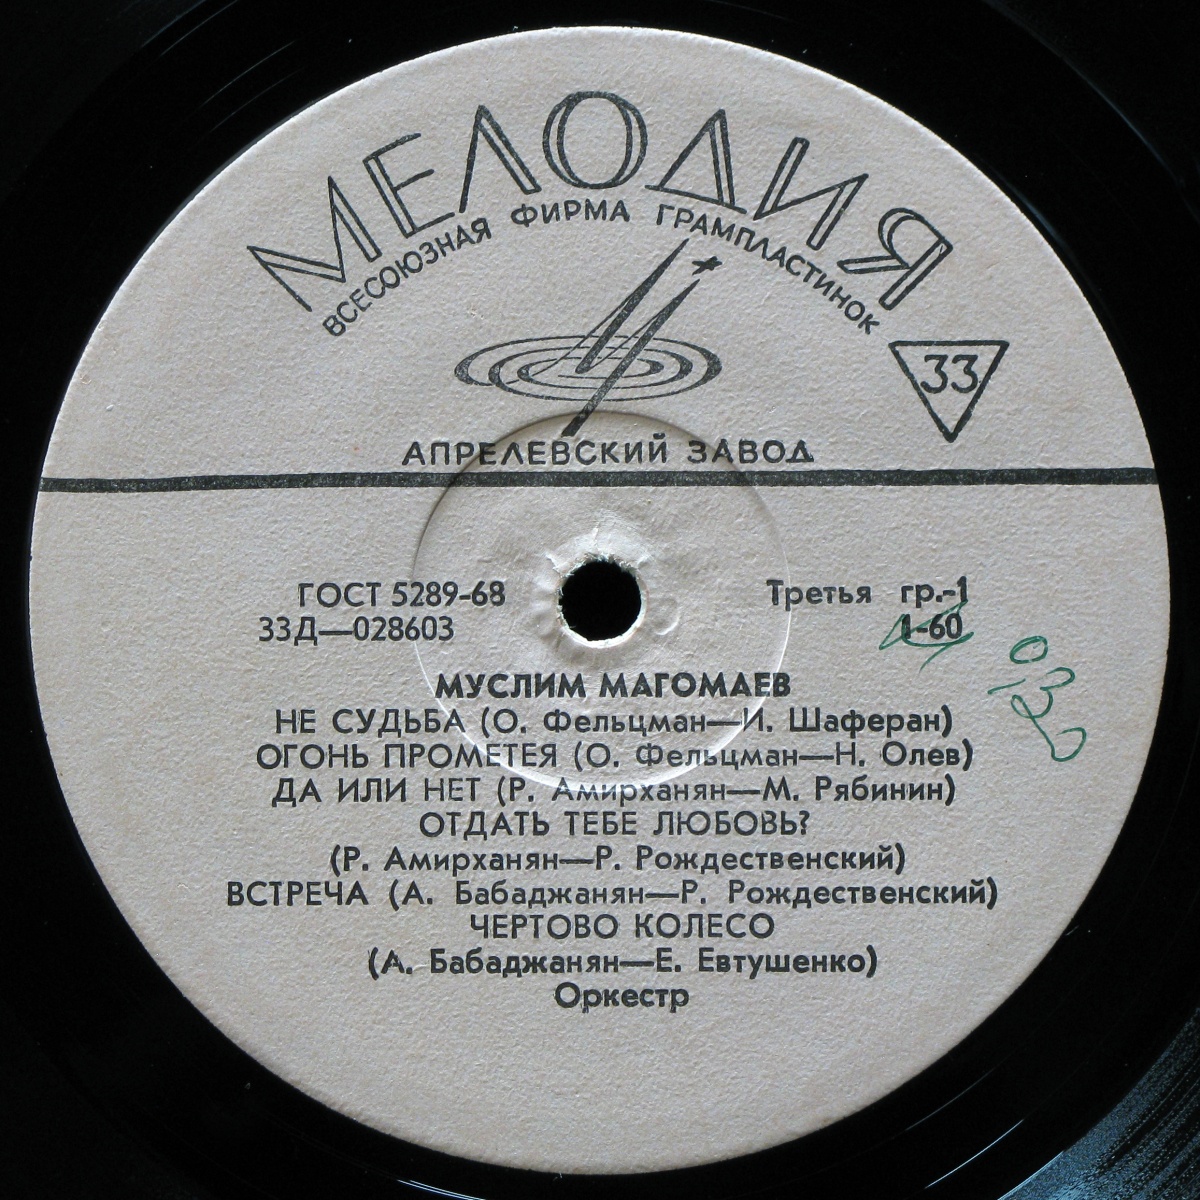 МЕЛОДИЯ
ВСЕСОЮЗНАЯ ФИРМА ГРАМПЛАСТИНОК
33
АПРЕЛЕВСКИЙ ЗАВОД
ГОСТ 5289-68 Третья гр.-1
33Д—028603 1-60
МУСЛИМ МАГОМАЕВ
НЕ СУДЬБА (О. Фельцман—И. Шаферан)
ОГОНЬ ПРОМЕТЕЯ (О. Фельцман—Н. Олев)
ДА ИЛИ НЕТ (Р. Амирханян—М. Рябинин)
ОТДАТЬ ТЕБЕ ЛЮБОВЬ?
(Р. Амирханян—Р. Рождественский)
ВСТРЕЧА (А. Бабаджанян—Р. Рождественский)
ЧЕРТОВО КОЛЕСО
(А. Бабаджанян—Е. Евтушенко)
Оркестр